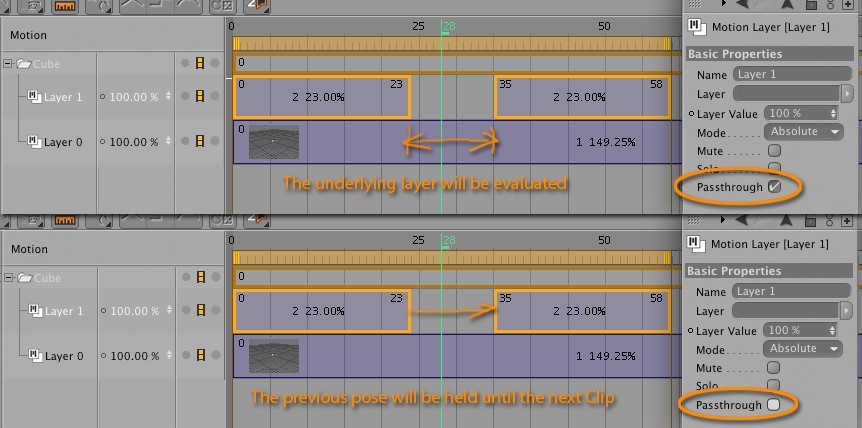 0 25 28 50
Motion
Motion Layer [Layer 1]
0
Cube
Basic Properties
Name Layer 1
Layer 1 100.00 %
0 2 23.00% 23
35 2 23.00% 58
Layer
Layer Value 100 %
Mode Absolute
Layer 0 100.00 %
0 1 149.25%
Mute
Solo
The underlying layer will be evaluated
Passthrough
0 25 28 50
Motion
Motion Layer [Layer 1]
0
Cube
Basic Properties
Name Layer 1
Layer 1 100.00 %
0 2 23.00% 23
35 2 23.00% 58
Layer
Layer Value 100 %
Mode Absolute
Layer 0 100.00 %
0 1 149.25%
Mute
Solo
The previous pose will be held until the next Clip
Passthrough